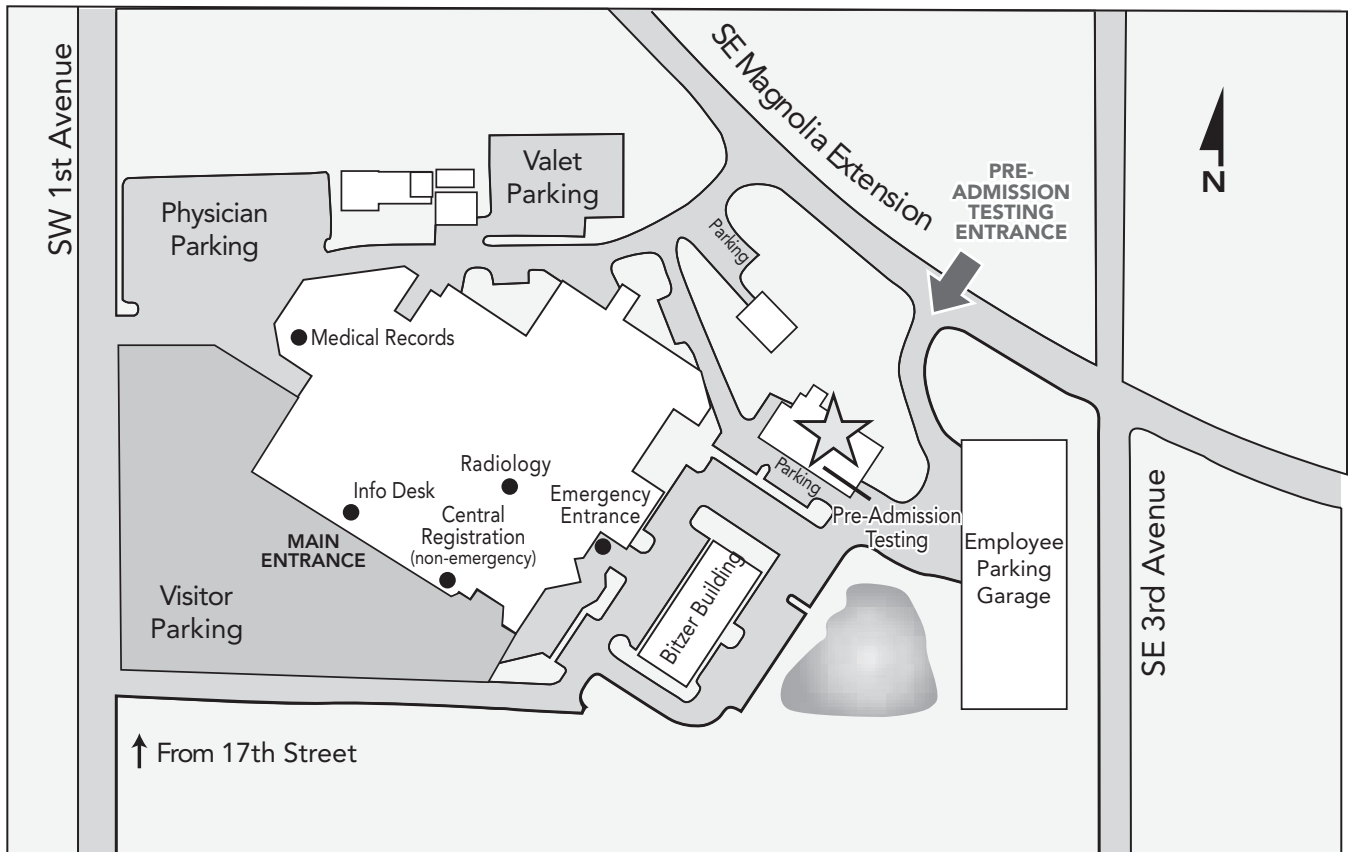 SW 1st Avenue
SE Magnolia Extension
PRE-
ADMISSION
TESTING
ENTRANCE
N
Valet
Parking
Physician
Parking
Parking
Medical Records
Radiology
Info Desk
Emergency
Entrance
Central
Registration
(non-emergency)
MAIN
ENTRANCE
Parking
Pre-Admission
Testing
Employee
Parking
Garage
Visitor
Parking
Bitzer Building
SE 3rd Avenue
From 17th Street